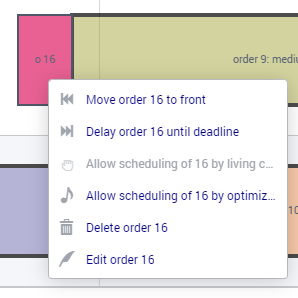 o 16
order 9: mediu
Move order 16 to front
Delay order 16 until deadline
Allow scheduling of 16 by living c...
Allow scheduling of 16 by optimiz...
10
Delete order 16
Edit order 16